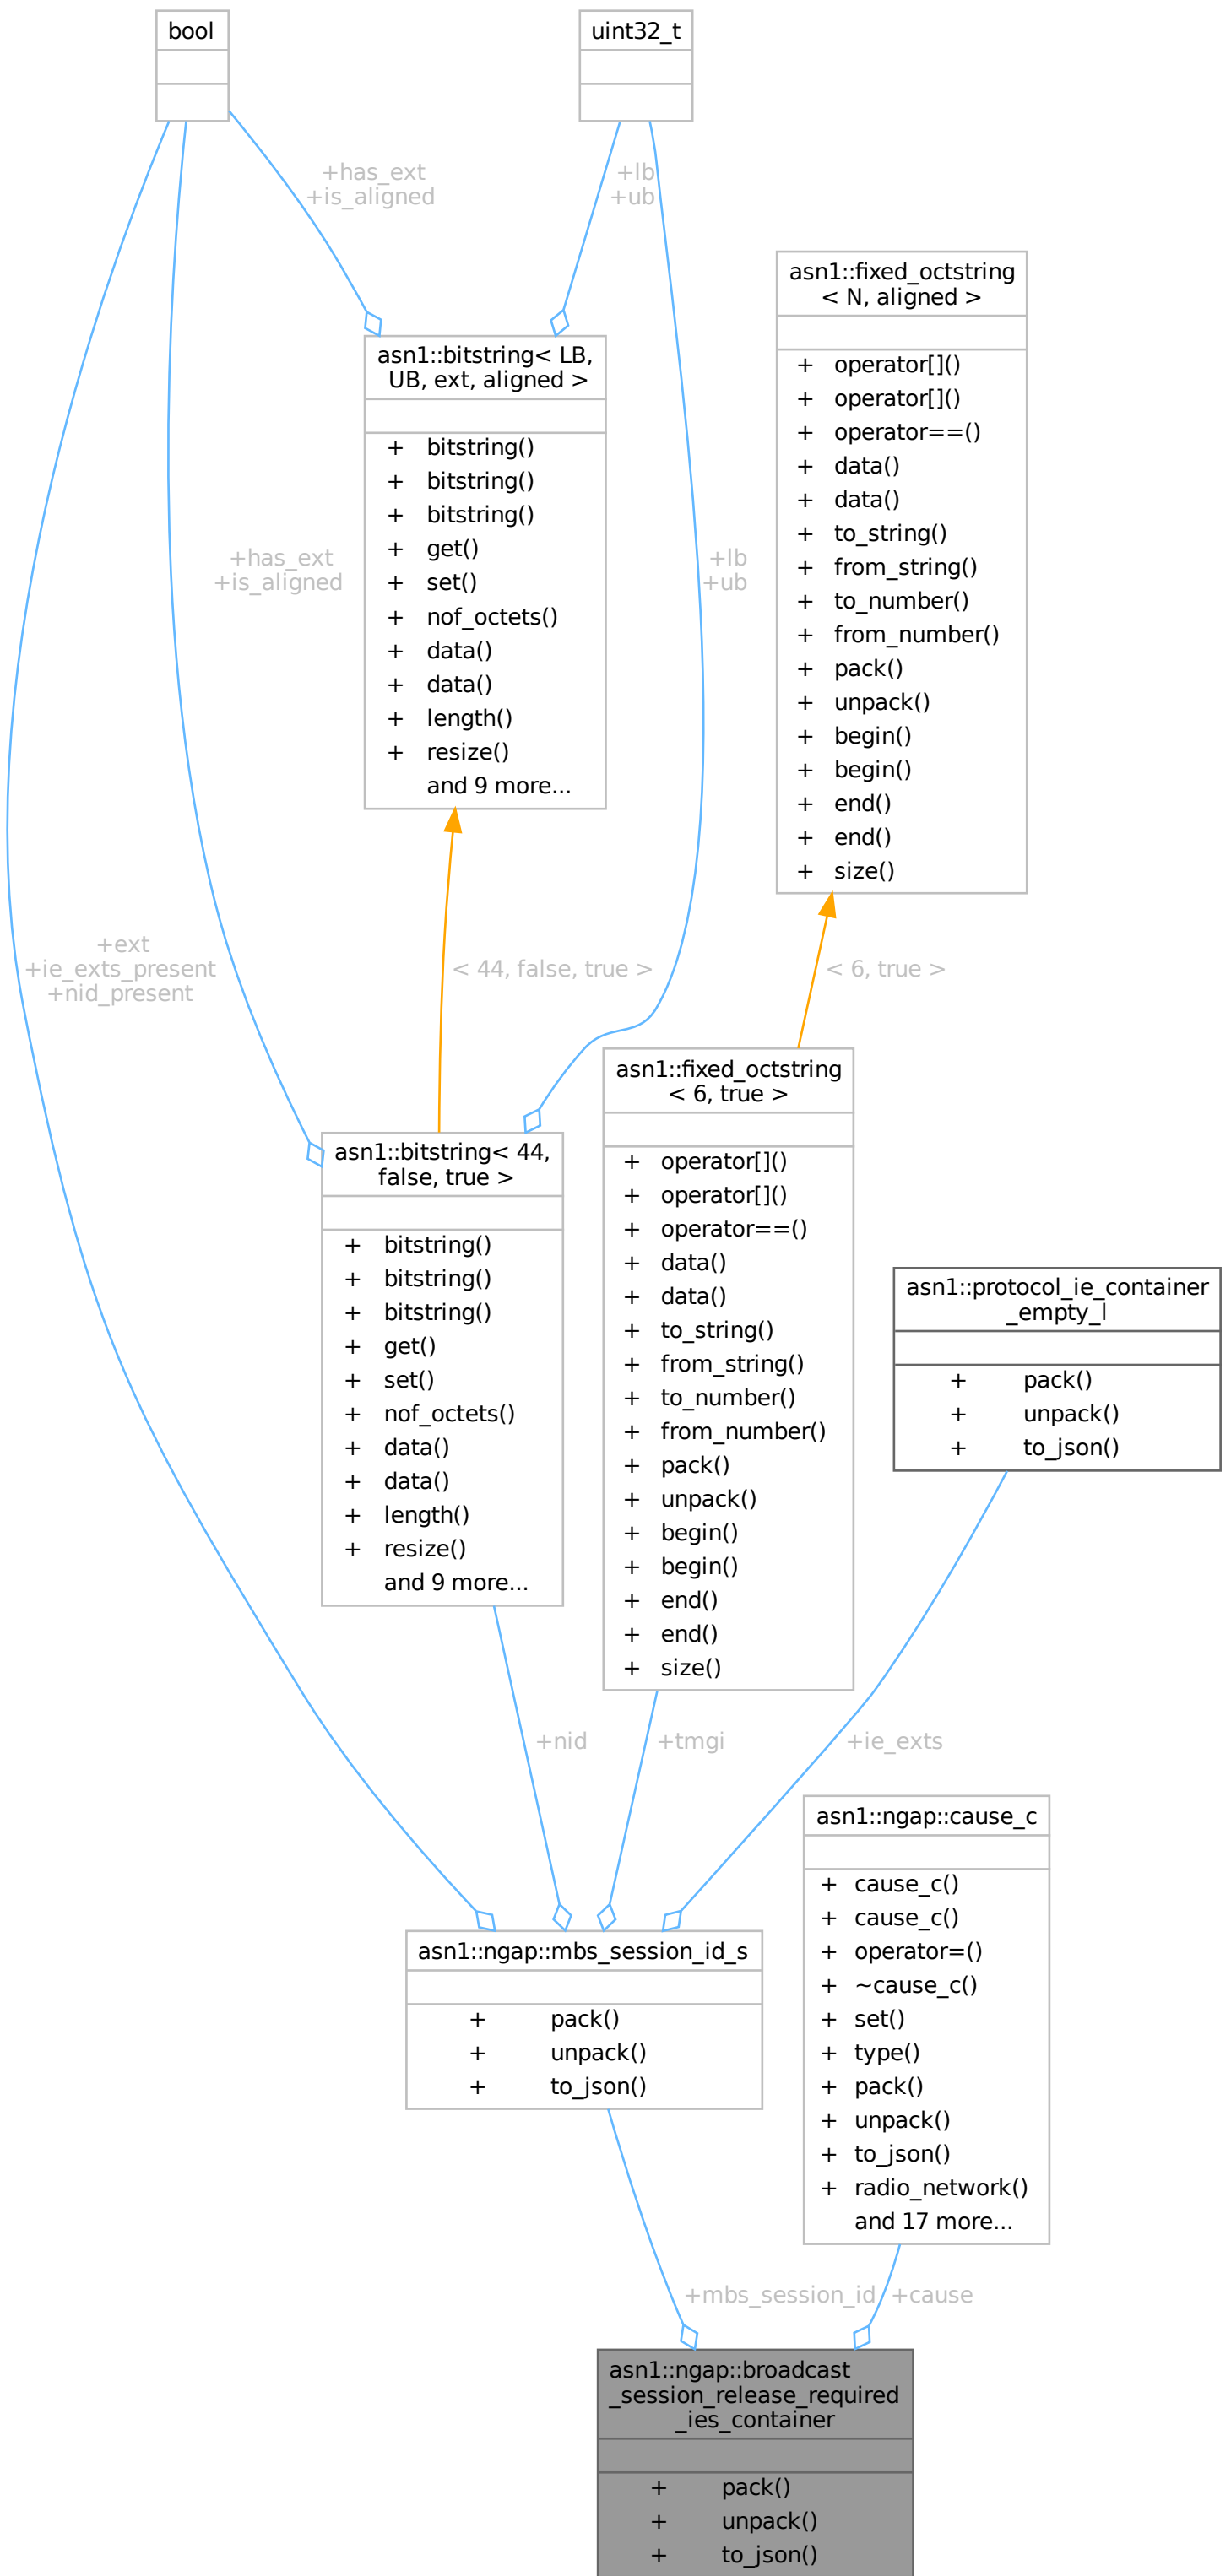 bool
uint32_t
+has_ext
+is_aligned
+lb
+ub
asn1::fixed_octstring
< N, aligned >
+ operator[]()
+ operator[]()
+ operator==()
+ data()
+ data()
+ to_string()
+ from_string()
+ to_number()
+ from_number()
+ pack()
+ unpack()
+ begin()
+ begin()
+ end()
+ end()
+ size()
asn1::bitstring< LB,
UB, ext, aligned >
+ bitstring()
+ bitstring()
+ bitstring()
+ get()
+ set()
+ nof_octets()
+ data()
+ data()
+ length()
+ resize()
and 9 more...
+has_ext
+is_aligned
+lb
+ub
+ext
+ie_exts_present
+nid_present
< 44, false, true >
< 6, true >
asn1::fixed_octstring
< 6, true >
+ operator[]()
+ operator[]()
+ operator==()
+ data()
+ data()
+ to_string()
+ from_string()
+ to_number()
+ from_number()
+ pack()
+ unpack()
+ begin()
+ begin()
+ end()
+ end()
+ size()
asn1::bitstring< 44,
false, true >
+ bitstring()
+ bitstring()
+ bitstring()
+ get()
+ set()
+ nof_octets()
+ data()
+ data()
+ length()
+ resize()
and 9 more...
asn1::protocol_ie_container
_empty_l
+ pack()
+ unpack()
+ to_json()
+nid
+tmgi
+ie_exts
asn1::ngap::cause_c
+ cause_c()
+ cause_c()
+ operator=()
+ ~cause_c()
+ set()
+ type()
+ pack()
+ unpack()
+ to_json()
+ radio_network()
and 17 more...
asn1::ngap::mbs_session_id_s
+ pack()
+ unpack()
+ to_json()
+mbs_session_id
+cause
asn1::ngap::broadcast
_session_release_required
_ies_container
+ pack()
+ unpack()
+ to_json()